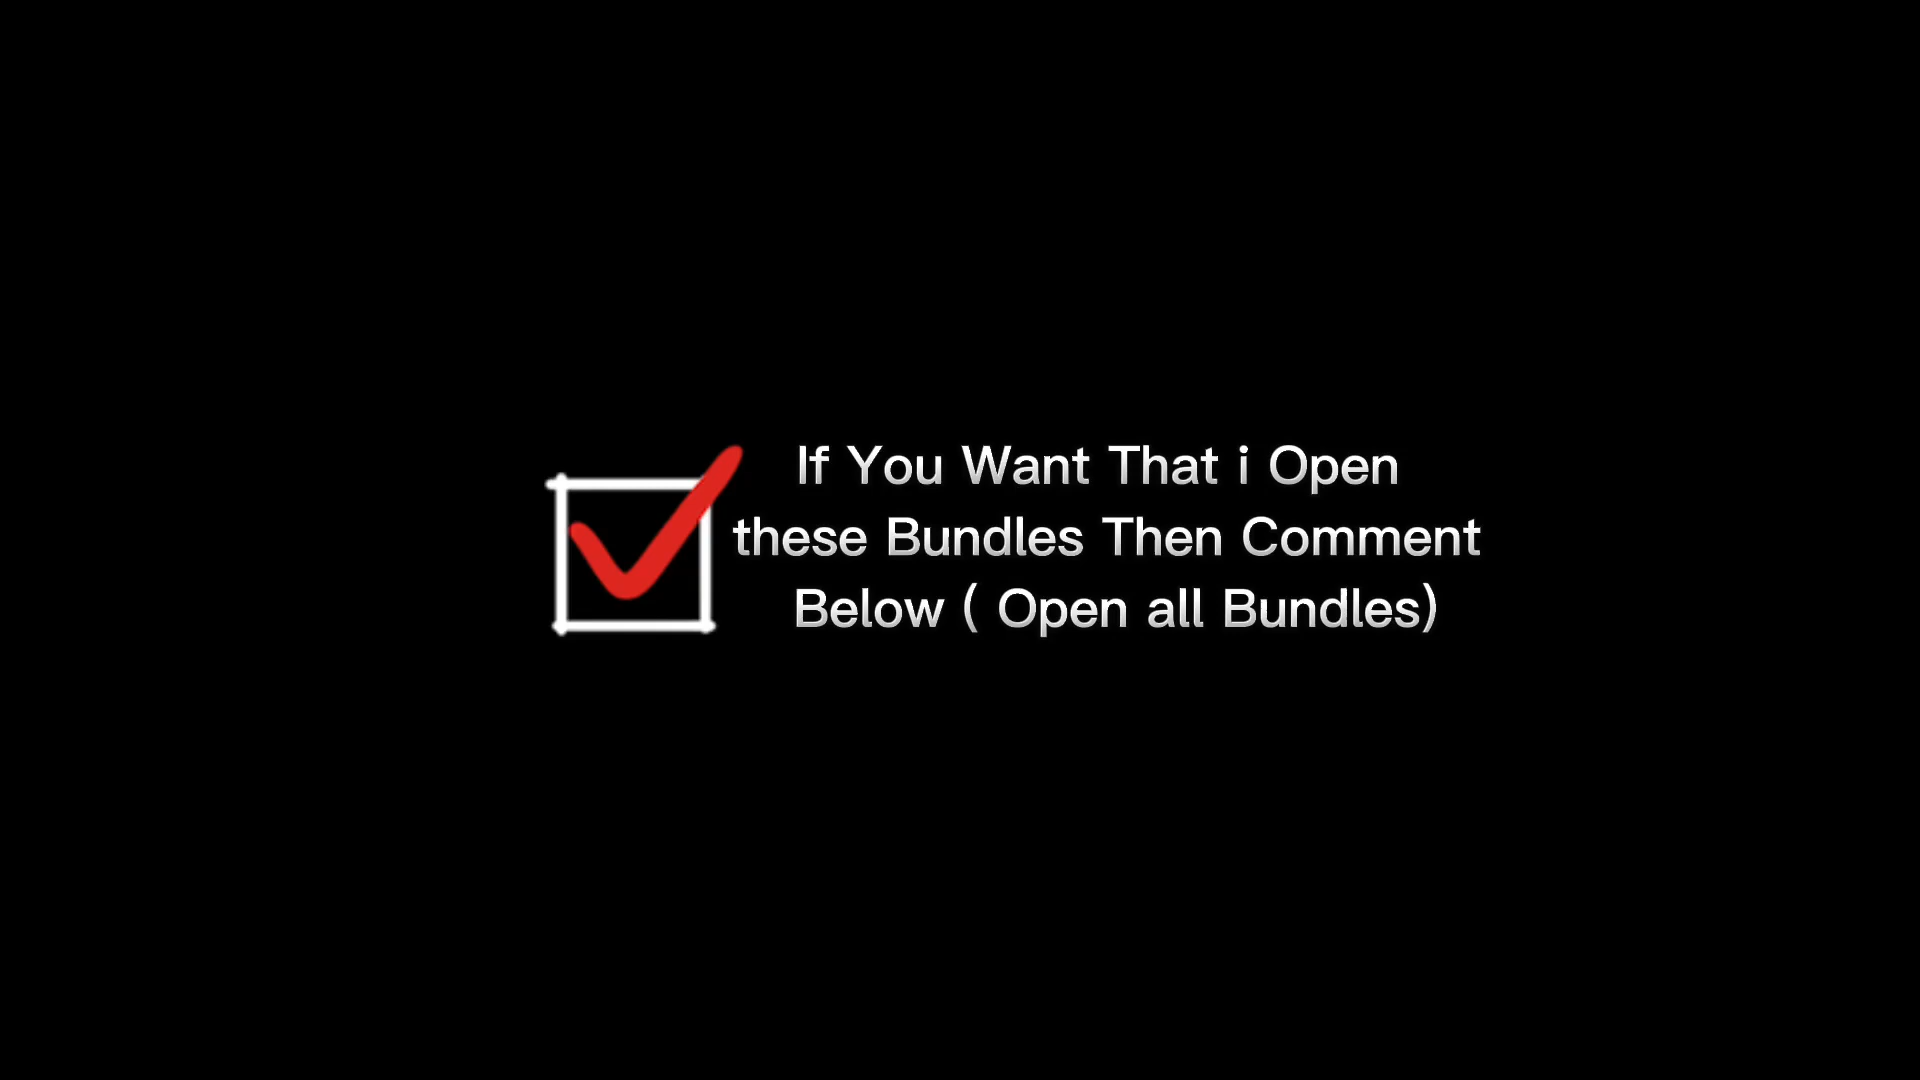 If You Want That i Open
these Bundles Then Comment
Below ( Open all Bundles)